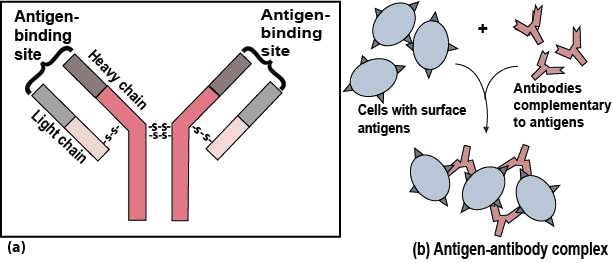 Antigen-
binding
site
Antigen-
binding
site
Heavy chain
Light chain
-s-s-
-s-s-
-s-s-
-s-s-
(a)
+
Cells with surface
antigens
Antibodies
complementary
to antigens
(b) Antigen-antibody complex